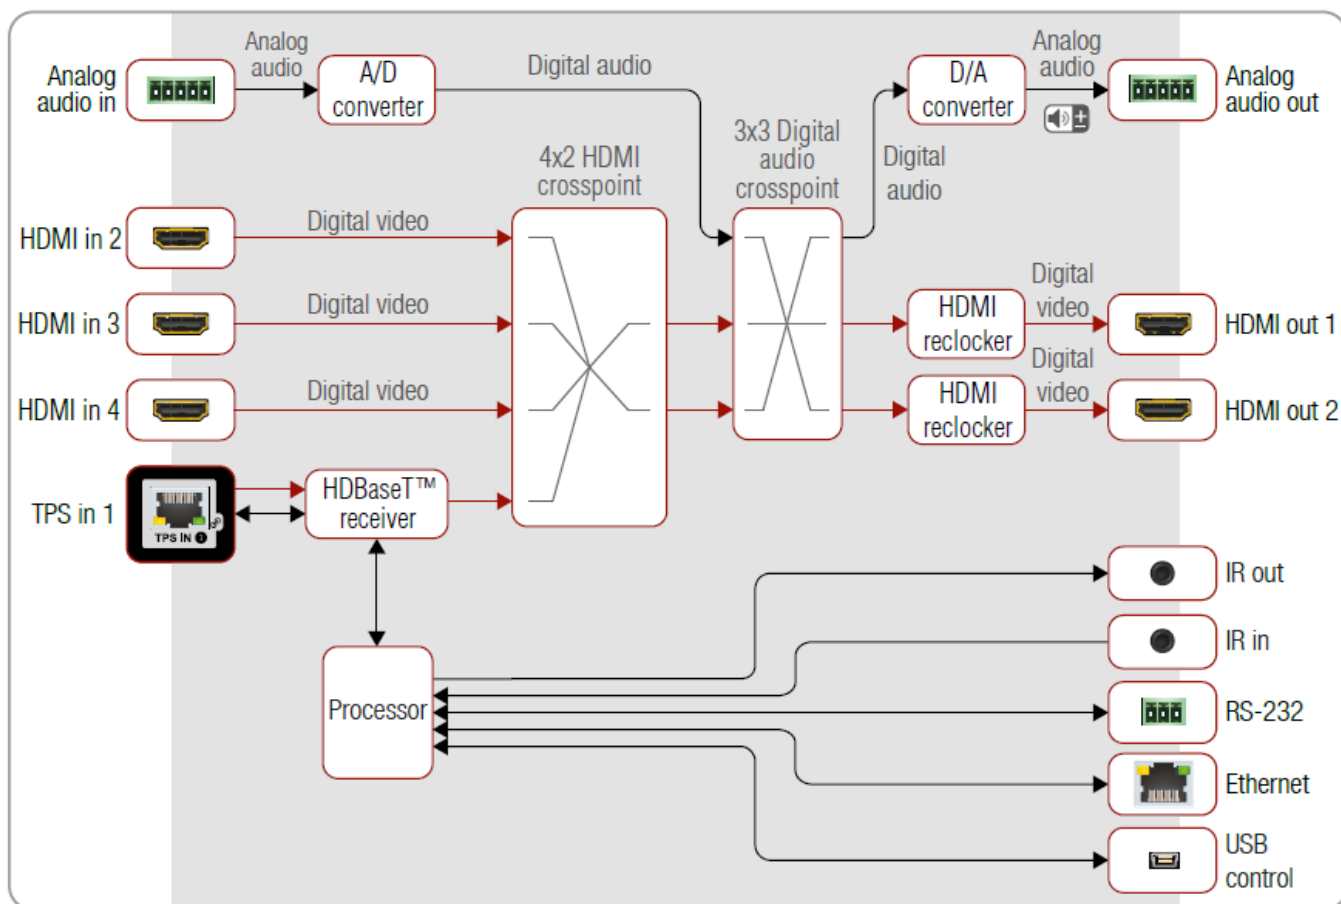 Analog
audio in
Analog
audio
A/D
converter
Digital audio
D/A
converter
Analog
audio
Analog
audio out
4x2 HDMI
crosspoint
3x3 Digital
audio
crosspoint
Digital
audio
HDMI in 2
Digital video
HDMI in 3
Digital video
HDMI
reclocker
Digital
video
HDMI out 1
HDMI in 4
Digital video
HDMI
reclocker
Digital
video
HDMI out 2
TPS in 1
TPS IN 1
HDBaseT™
receiver
Processor
IR out
IR in
RS-232
Ethernet
USB
control